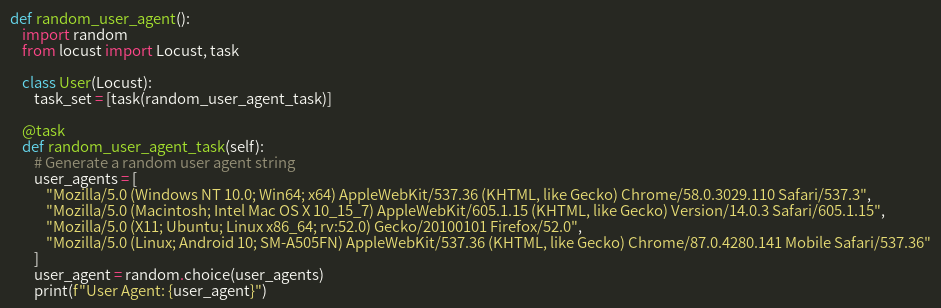 def random_user_agent():
    import random
    from locust import Locust, task

    class User(Locust):
        task_set = [task(random_user_agent_task)]

    @task
    def random_user_agent_task(self):
        # Generate a random user agent string
        user_agents = [
            "Mozilla/5.0 (Windows NT 10.0; Win64; x64) AppleWebKit/537.36 (KHTML, like Gecko) Chrome/58.0.3029.110 Safari/537.3",
            "Mozilla/5.0 (Macintosh; Intel Mac OS X 10_15_7) AppleWebKit/605.1.15 (KHTML, like Gecko) Version/14.0.3 Safari/605.1.15",
            "Mozilla/5.0 (X11; Ubuntu; Linux x86_64; rv:52.0) Gecko/20100101 Firefox/52.0",
            "Mozilla/5.0 (Linux; Android 10; SM-A505FN) AppleWebKit/537.36 (KHTML, like Gecko) Chrome/87.0.4280.141 Mobile Safari/537.36"
        ]
        user_agent = random.choice(user_agents)
        print(f"User Agent: {user_agent}")